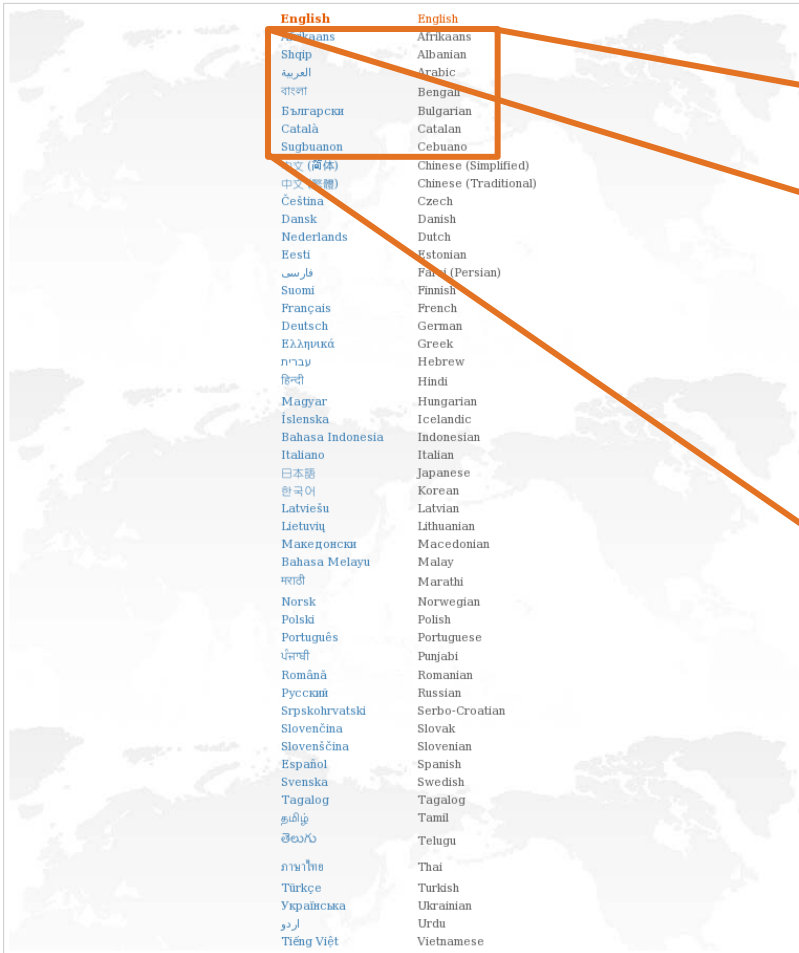 English English
Afrikaans Afrikaans
Shqip Albanian
العربية Arabic
বাংলা Bengali
Български Bulgarian
Català Catalan
Sugbuanon Cebuano
中文 (简体) Chinese (Simplified)
中文 (繁體) Chinese (Traditional)
Čeština Czech
Dansk Danish
Nederlands Dutch
Eesti Estonian
فارسی Farsi (Persian)
Suomi Finnish
Français French
Deutsch German
Ελληνικά Greek
עברית Hebrew
हिन्दी Hindi
Magyar Hungarian
Íslenska Icelandic
Bahasa Indonesia Indonesian
Italiano Italian
日本語 Japanese
한국어 Korean
Latviešu Latvian
Lietuvių Lithuanian
Македонски Macedonian
Bahasa Melayu Malay
मराठी Marathi
Norsk Norwegian
Polski Polish
Português Portuguese
ਪੰਜਾਬੀ Punjabi
Română Romanian
Русский Russian
Srpskohrvatski Serbo-Croatian
Slovenčina Slovak
Slovenščina Slovenian
Español Spanish
Svenska Swedish
Tagalog Tagalog
தமிழ் Tamil
తెలుగు Telugu
ภาษาไทย Thai
Türkçe Turkish
Українська Ukrainian
اردو Urdu
Tiếng Việt Vietnamese